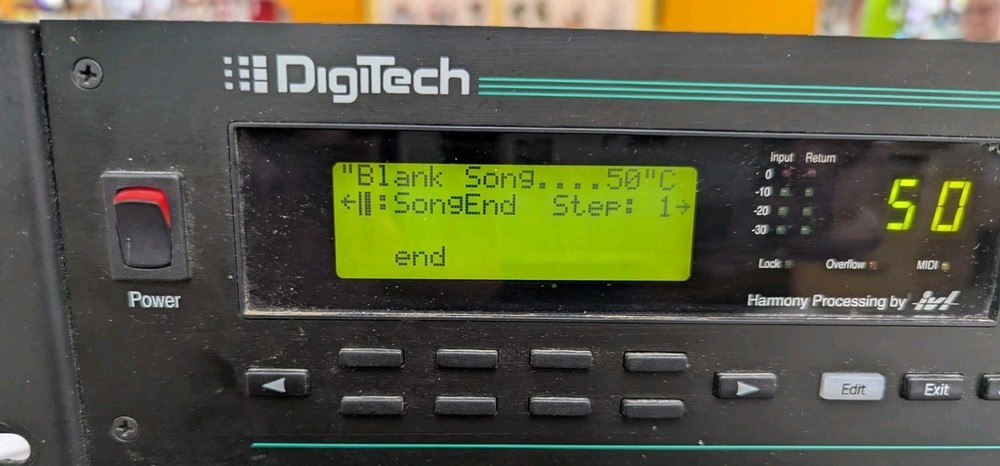 DigiTech
"Blank Song....50"C
←||:SongEnd Step: 1→
end
Input Return
0
-10
-20
-30
50
Lock Overflow MIDI
Harmony Processing by ivl
Power
Edit Exit